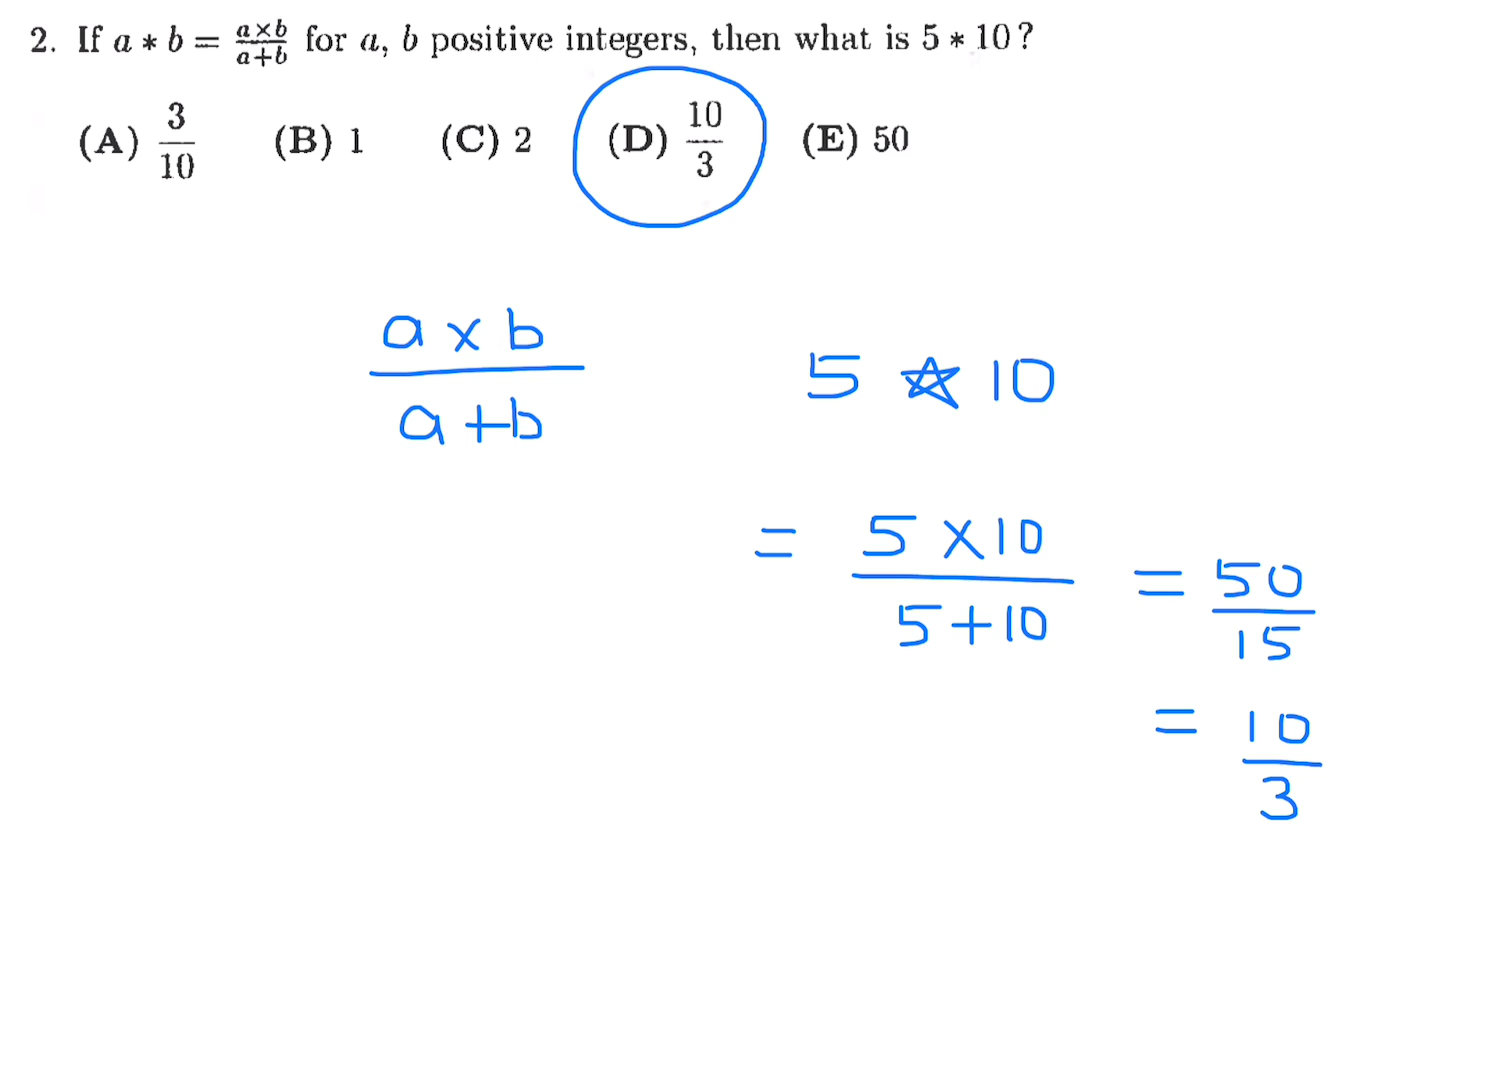 2. If a * b = a×b/a+b for a, b positive integers, then what is 5 * 10?
(A) 3/10 (B) 1 (C) 2 (D) 10/3 (E) 50
a × b
a + b
5 ☆ 10
= 5 × 10 / 5 + 10 = 50/15
= 10/3